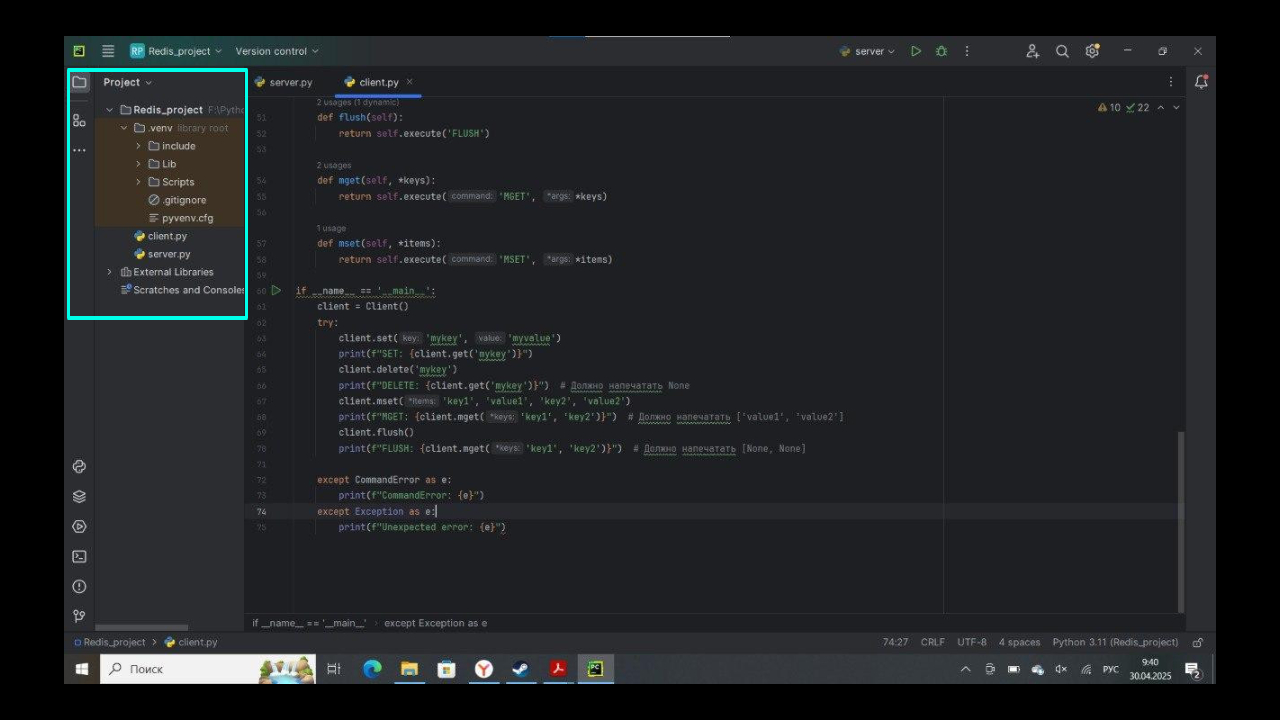 RP Redis_project Version control server
Project server.py client.py
Redis_project F:\Pytho
.venv library root
include
Lib
Scripts
.gitignore
pyvenv.cfg
client.py
server.py
External Libraries
Scratches and Consoles
10 22
2 usages (1 dynamic)
51 def flush(self):
52 return self.execute('FLUSH')
53
2 usages
54 def mget(self, *keys):
55 return self.execute( command: 'MGET', *args: *keys)
56
1 usage
57 def mset(self, *items):
58 return self.execute( command: 'MSET', *args: *items)
59
60 if __name__ == '__main__':
61 client = Client()
62 try:
63 client.set( key: 'mykey', value: 'myvalue')
64 print(f"SET: {client.get('mykey')}")
65 client.delete('mykey')
66 print(f"DELETE: {client.get('mykey')}") # Должно напечатать None
67 client.mset( *items: 'key1', 'value1', 'key2', 'value2')
68 print(f"MGET: {client.mget( *keys: 'key1', 'key2')}") # Должно напечатать ['value1', 'value2']
69 client.flush()
70 print(f"FLUSH: {client.mget( *keys: 'key1', 'key2')}") # Должно напечатать [None, None]
71
72 except CommandError as e:
73 print(f"CommandError: {e}")
74 except Exception as e:
75 print(f"Unexpected error: {e}")
if __name__ == '__main__' › except Exception as e
Redis_project > client.py 74:27 CRLF UTF-8 4 spaces Python 3.11 (Redis_project)
Поиск РУС 9:40
30.04.2025 2